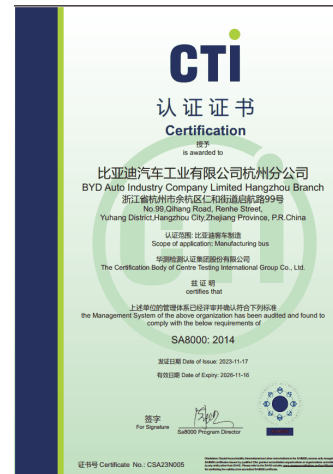 CTI
认证证书
Certification
授予
is awarded to
比亚迪汽车工业有限公司杭州分公司
BYD Auto Industry Company Limited Hangzhou Branch
浙江省杭州市余杭区仁和街道启航路99号
No.99,Qihang Road, Renhe Street,
Yuhang District,Hangzhou City,Zhejiang Province, P.R.China
认证范围: 比亚迪客车制造
Scope of application: Manufacturing bus
华测检测认证集团股份有限公司
The Certification Body of Centre Testing International Group Co., Ltd.
兹证明
certifies that
上述单位的管理体系已经评审并确认符合下列标准
the Management System of the above organization has been audited and found to
comply with the below requirements of
SA8000: 2014
发证日期 Date of Issue: 2023-11-17
有效日期 Date of Expiry: 2026-11-16
签字
For Signature
Sa8000 Program Director
证书号 Certificate No.: CSA23N005